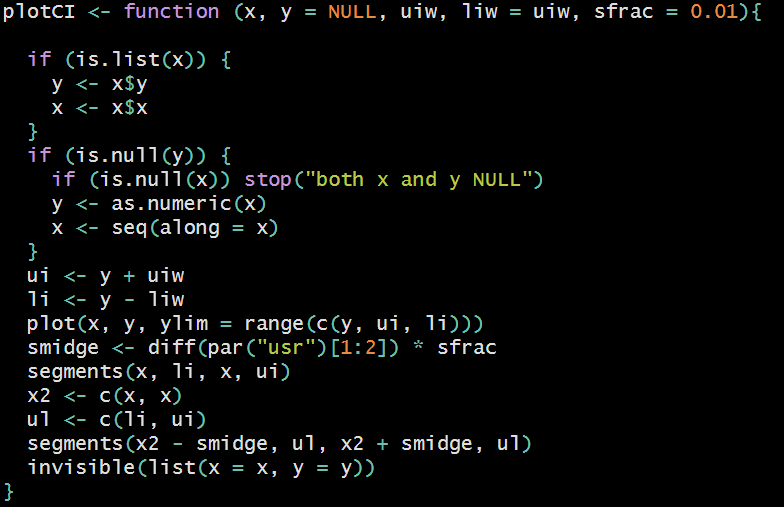 plotCI <- function (x, y = NULL, uiw, liw = uiw, sfrac = 0.01){
if (is.list(x)) {
y <- x$y
x <- x$x
}
if (is.null(y)) {
if (is.null(x)) stop("both x and y NULL")
y <- as.numeric(x)
x <- seq(along = x)
}
ui <- y + uiw
li <- y - liw
plot(x, y, ylim = range(c(y, ui, li)))
smidge <- diff(par("usr")[1:2]) * sfrac
segments(x, li, x, ui)
x2 <- c(x, x)
ul <- c(li, ui)
segments(x2 - smidge, ul, x2 + smidge, ul)
invisible(list(x = x, y = y))
}